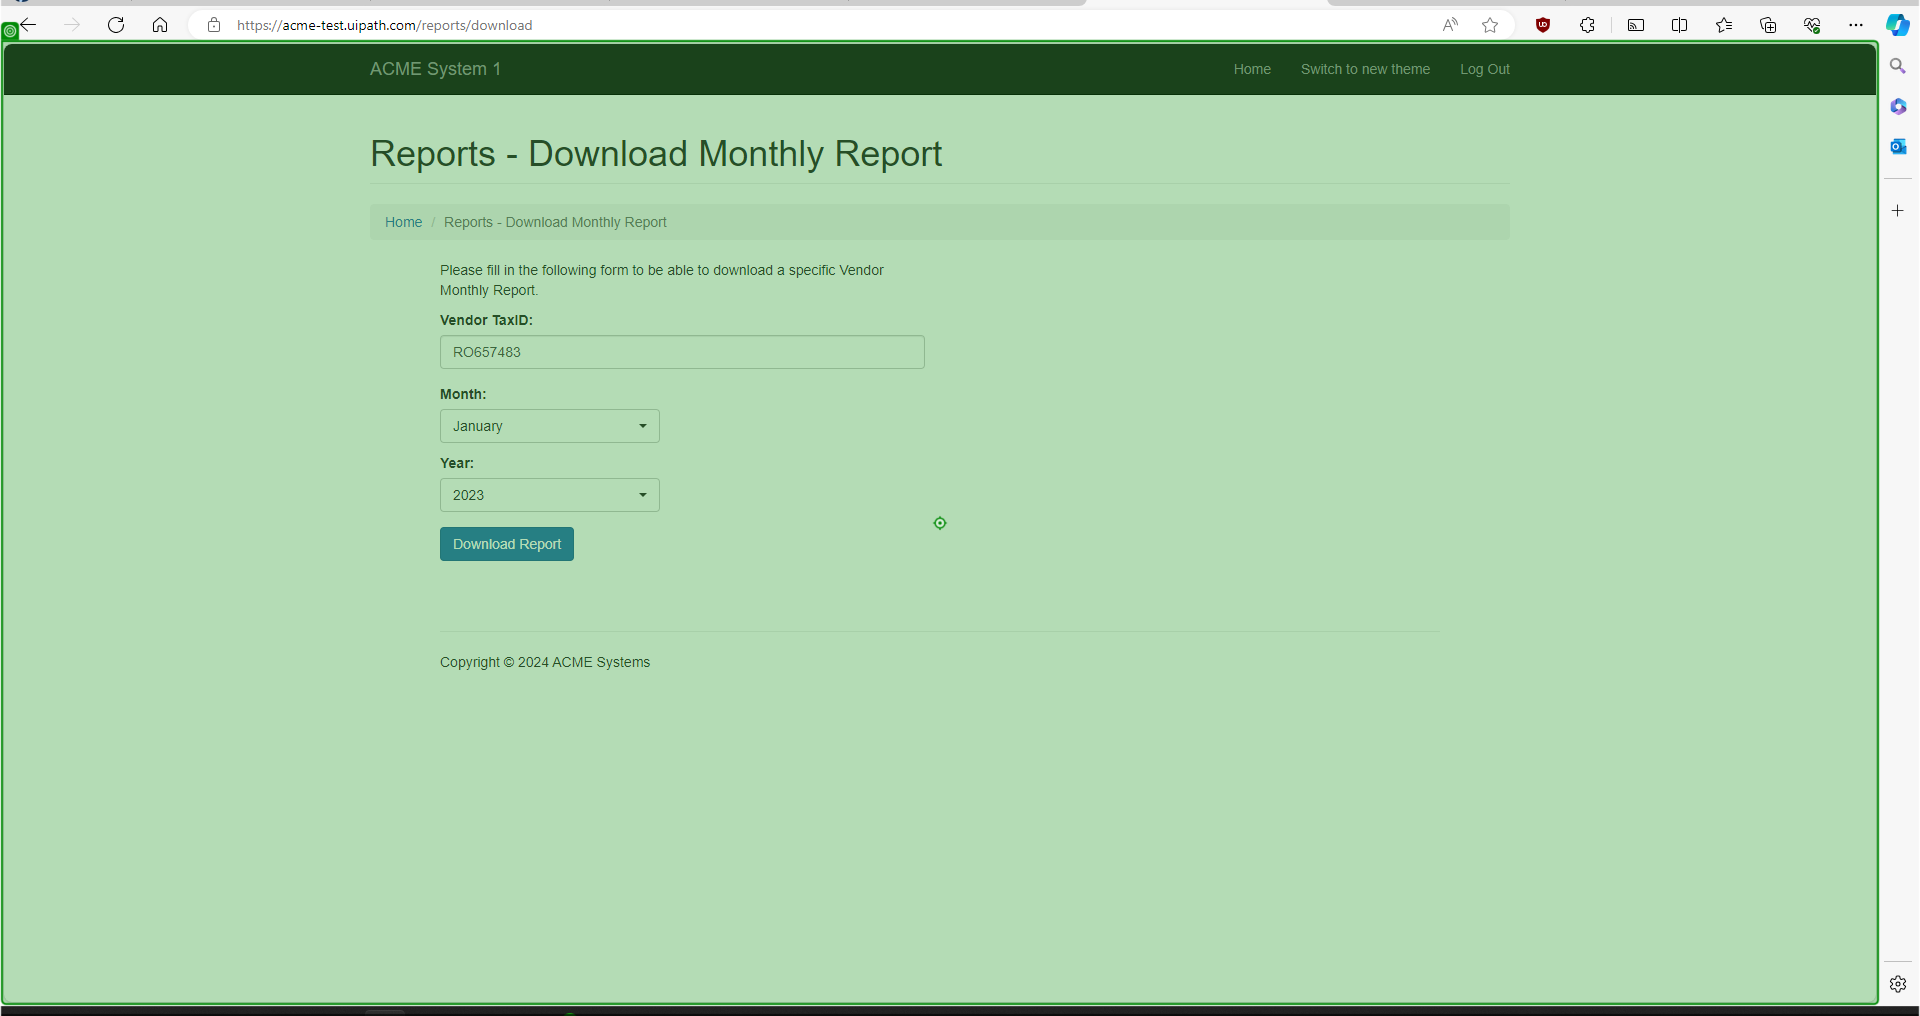 https://acme-test.uipath.com/reports/download
ACME System 1
Home
Switch to new theme
Log Out
Reports - Download Monthly Report
Home / Reports - Download Monthly Report
Please fill in the following form to be able to download a specific Vendor
Monthly Report.
Vendor TaxID:
RO657483
Month:
January
Year:
2023
Download Report
Copyright © 2024 ACME Systems